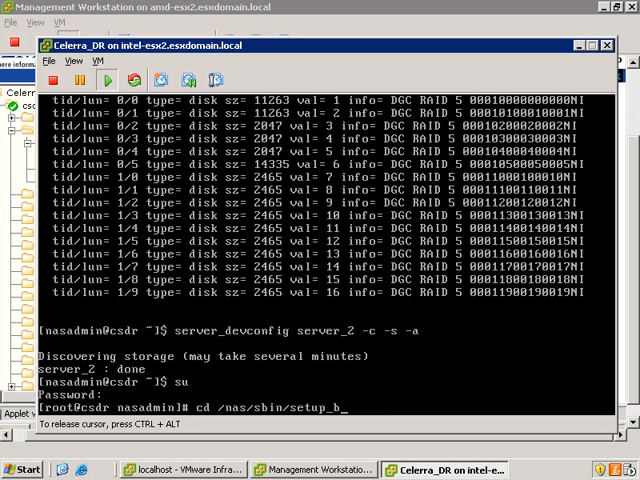 Management Workstation on amd-esx2.esxdomain.local
File View VM
Celerra_DR on intel-esx2.esxdomain.local
File View VM
here informa
csc
tid/lun= 0/0 type= disk sz= 11263 val= 1 info= DGC RAID 5 00010000000000NI
tid/lun= 0/1 type= disk sz= 11263 val= 2 info= DGC RAID 5 00010100010001NI
tid/lun= 0/2 type= disk sz= 2047 val= 3 info= DGC RAID 5 00010200020002NI
tid/lun= 0/3 type= disk sz= 2047 val= 4 info= DGC RAID 5 00010300030003NI
tid/lun= 0/4 type= disk sz= 2047 val= 5 info= DGC RAID 5 00010400040004NI
tid/lun= 0/5 type= disk sz= 14335 val= 6 info= DGC RAID 5 00010500050005NI
tid/lun= 1/0 type= disk sz= 2465 val= 7 info= DGC RAID 5 00011000100010NI
tid/lun= 1/1 type= disk sz= 2465 val= 8 info= DGC RAID 5 00011100110011NI
tid/lun= 1/2 type= disk sz= 2465 val= 9 info= DGC RAID 5 00011200120012NI
tid/lun= 1/3 type= disk sz= 2465 val= 10 info= DGC RAID 5 00011300130013NI
tid/lun= 1/4 type= disk sz= 2465 val= 11 info= DGC RAID 5 00011400140014NI
tid/lun= 1/5 type= disk sz= 2465 val= 12 info= DGC RAID 5 00011500150015NI
tid/lun= 1/6 type= disk sz= 2465 val= 13 info= DGC RAID 5 00011600160016NI
tid/lun= 1/7 type= disk sz= 2465 val= 14 info= DGC RAID 5 00011700170017NI
tid/lun= 1/8 type= disk sz= 2465 val= 15 info= DGC RAID 5 00011800180018NI
tid/lun= 1/9 type= disk sz= 2465 val= 16 info= DGC RAID 5 00011900190019NI
[nasadmin@csdr ~]$ server_devconfig server_2 -c -s -a
Discovering storage (may take several minutes)
server_2 : done
[nasadmin@csdr ~]$ su
Password:
[root@csdr nasadmin]# cd /nas/sbin/setup_b_
Applet v
To release cursor, press CTRL + ALT
Start
localhost - VMware Infra...
Management Workstatio...
Celerra_DR on intel-e...